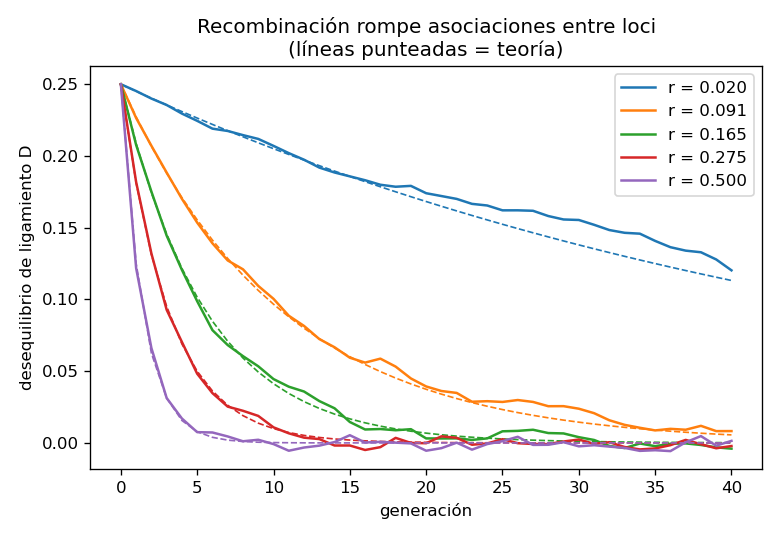 Recombinación rompe asociaciones entre loci
(líneas punteadas = teoría)
desequilibrio de ligamiento D
0.25
0.20
0.15
0.10
0.05
0.00
r = 0.020
r = 0.091
r = 0.165
r = 0.275
r = 0.500
0 5 10 15 20 25 30 35 40
generación